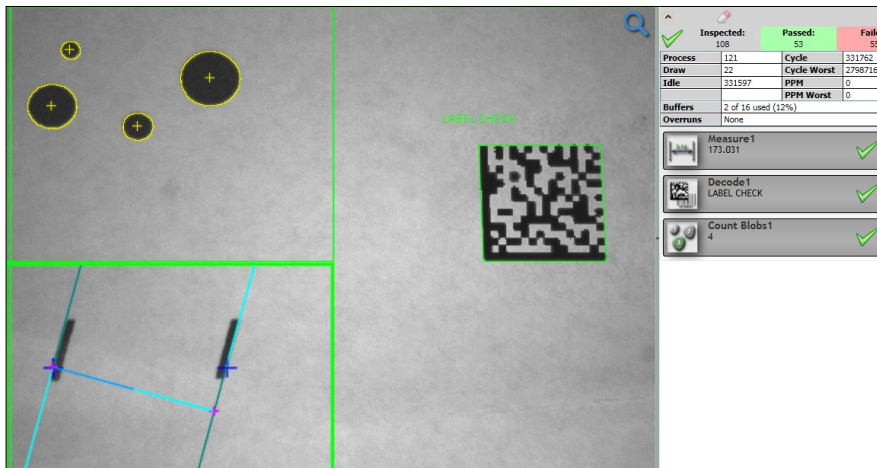 LABEL CHECK
Inspected: Passed:
108 53
Process 121 Cycle 331762
Draw 22 Cycle Worst 2798716
Idle 331597 PPM 0
PPM Worst 0
Buffers 2 of 16 used (12%)
Overruns None
Measure1
173.031
Decode1
LABEL CHECK
Count Blobs1
4